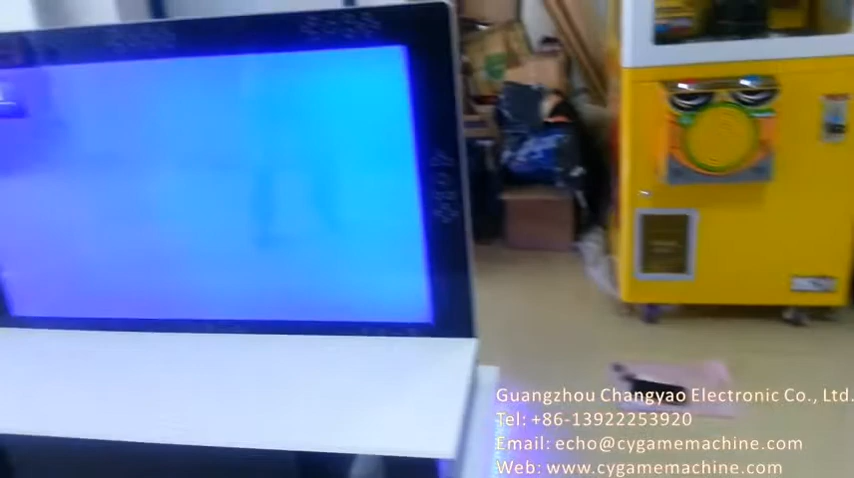 Guangzhou Changyao Electronic Co., Ltd.
Tel: +86-13922253920
Email: echo@cygamemachine.com
Web: www.cygamemachine.com